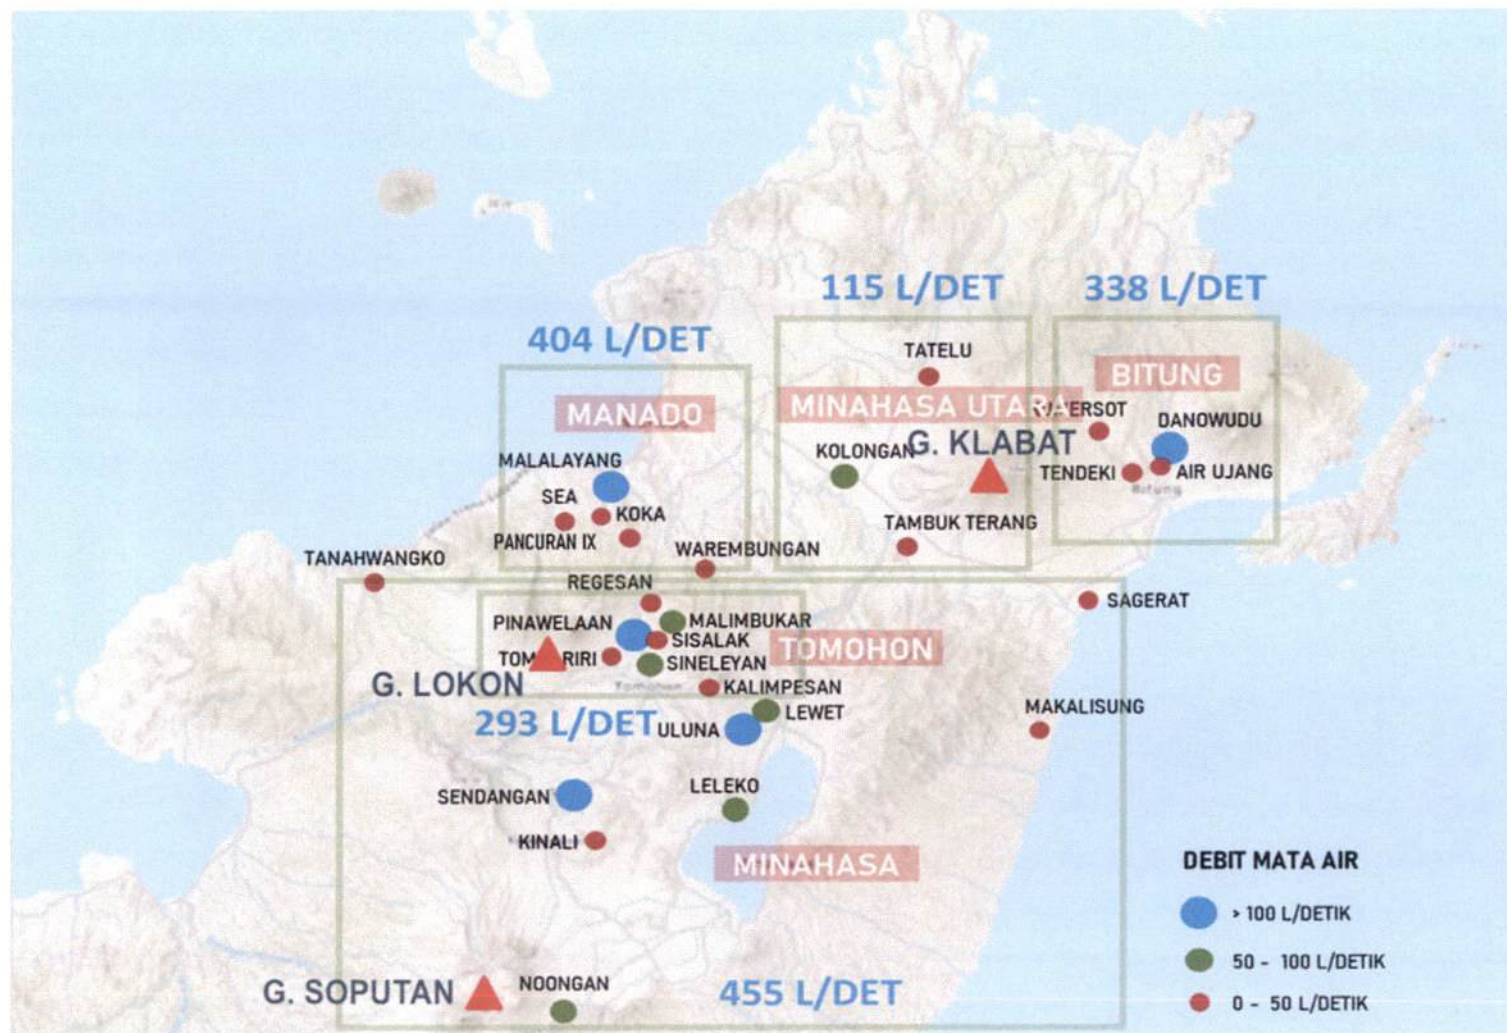 115 L/DET
338 L/DET
404 L/DET
TATELU
BITUNG
MANADO
MINAHASA UTARA
DANOWUDU
KOLONGAN
G. KLABAT
MALALAYANG
TENDEKI
AIR UJANG
Bitung
SEA
KOKA
PANCURAN IX
TAMBUK TERANG
WAREMBUNGAN
TANAHWANGKO
REGESAN
SAGERAT
PINAWELAAN
MALIMBUKAR
SISALAK
TOMOHON
SINELEYAN
G. LOKON
Tomohon
KALIMPESAN
LEWET
MAKALISUNG
293 L/DET
ULUNA
SENDANGAN
LELEKO
KINALI
MINAHASA
DEBIT MATA AIR
> 100 L/DETIK
50 - 100 L/DETIK
0 - 50 L/DETIK
G. SOPUTAN
NOONGAN
455 L/DET